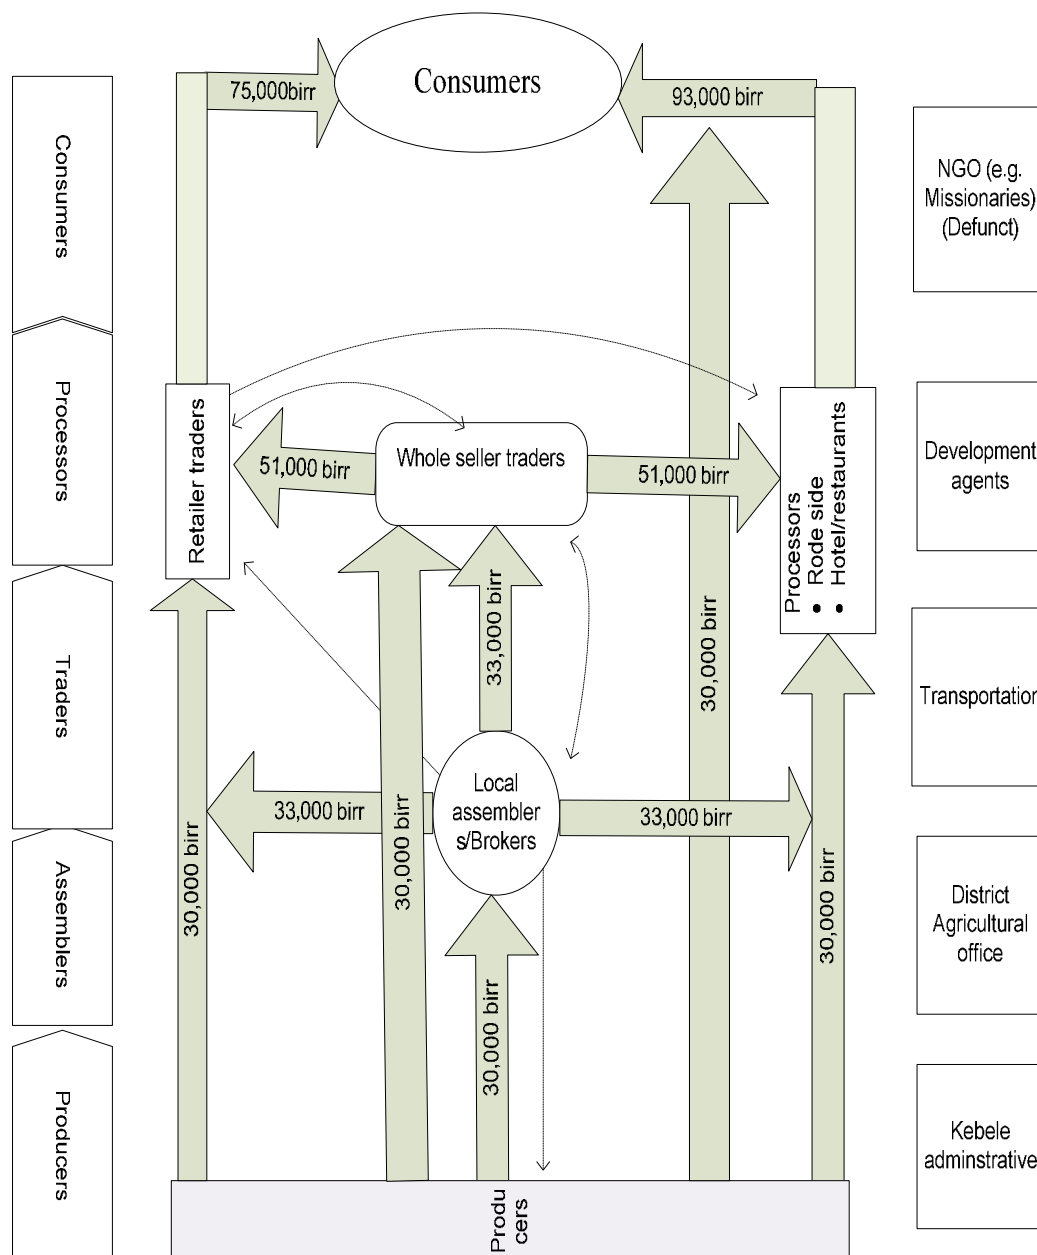 Consumers
75,000birr
93,000 birr
Consumers
NGO (e.g.
Missionaries)
(Defunct)
Processors
Retailer traders
51,000 birr
Whole seller traders
51,000 birr
Processors
• Rode side
• Hotel/restaurants
Development
agents
Traders
33,000 birr
30,000 birr
Transportation
33,000 birr
Local
assembler
s/Brokers
33,000 birr
Assemblers
30,000 birr
30,000 birr
30,000 birr
District
Agricultural
office
30,000 birr
Producers
Kebele
adminstrative
Produ
cers